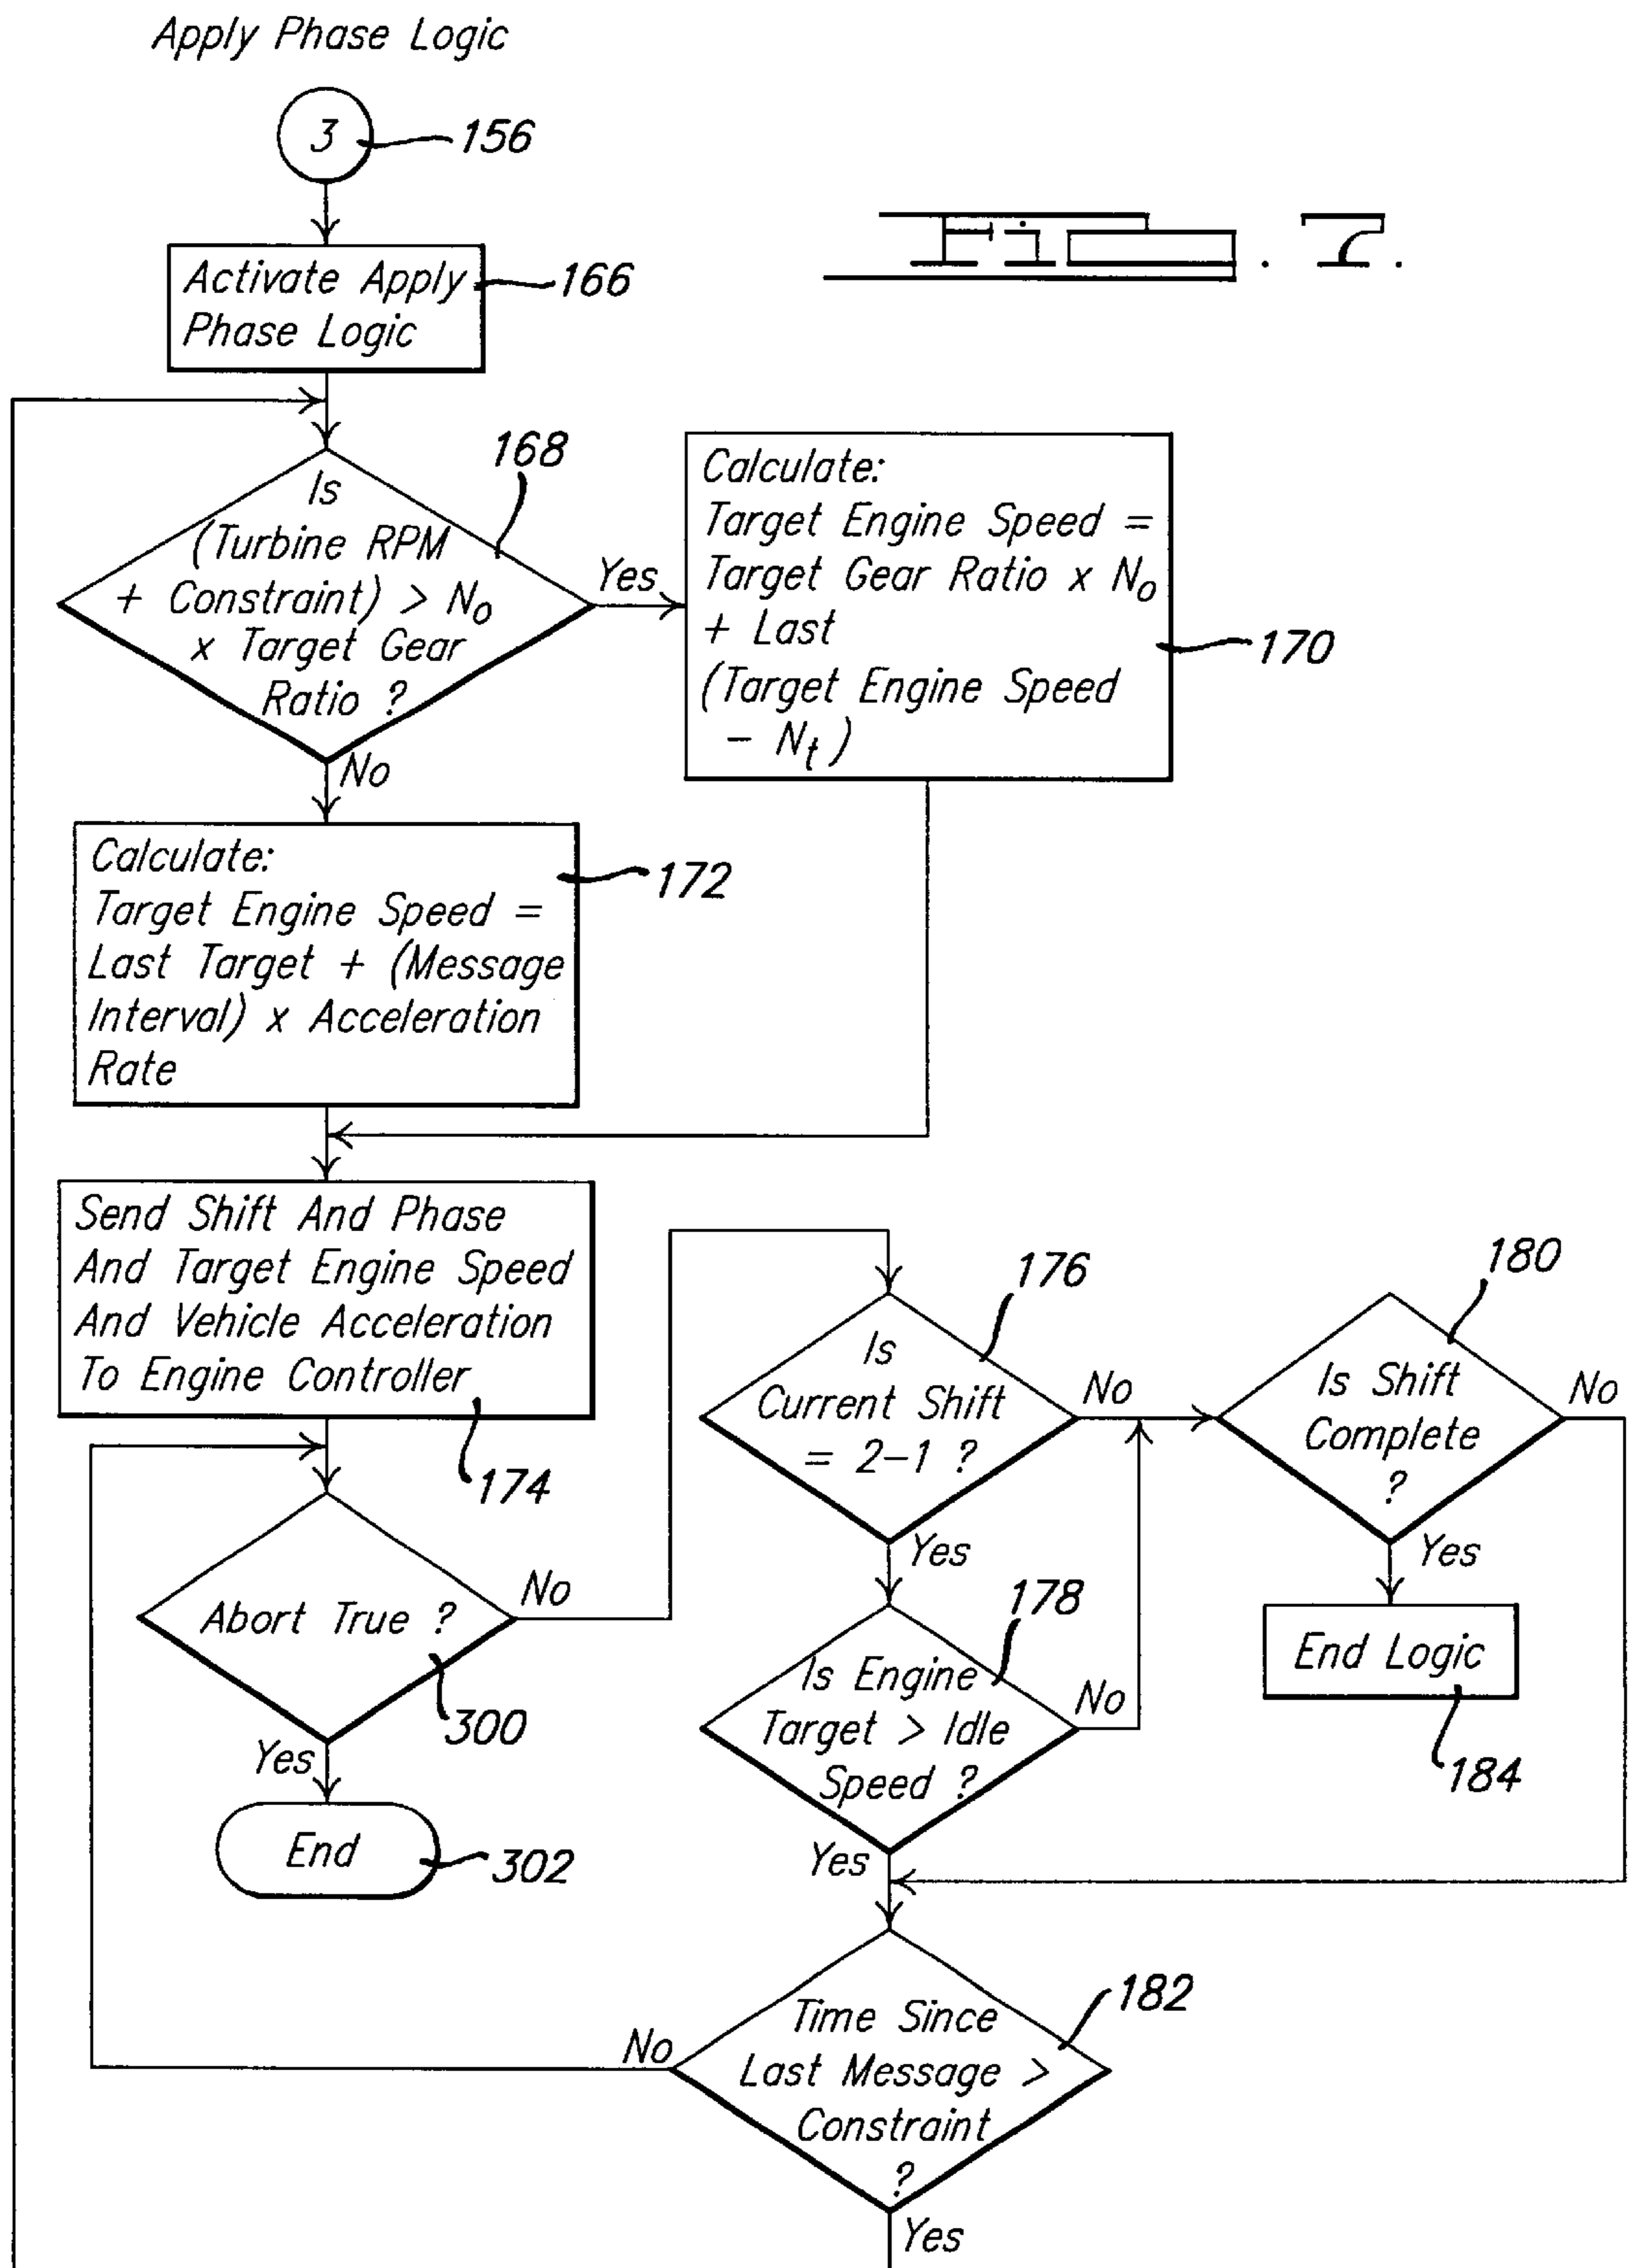 Apply Phase Logic
3
156
Fig. 7.
Activate Apply
Phase Logic
166
168
Is
(Turbine RPM
+ Constraint) > No
x Target Gear
Ratio ?
Yes
No
Calculate:
Target Engine Speed =
Target Gear Ratio x No
+ Last
(Target Engine Speed
- Nt)
170
Calculate:
Target Engine Speed =
Last Target + (Message
Interval) x Acceleration
Rate
172
Send Shift And Phase
And Target Engine Speed
And Vehicle Acceleration
To Engine Controller
174
Abort True ?
No
300
Yes
End
302
176
Is
Current Shift
= 2-1 ?
No
Yes
178
Is Engine
Target > Idle
Speed ?
No
Yes
180
Is Shift
Complete
?
No
Yes
End Logic
184
182
Time Since
Last Message >
Constraint
?
No
Yes